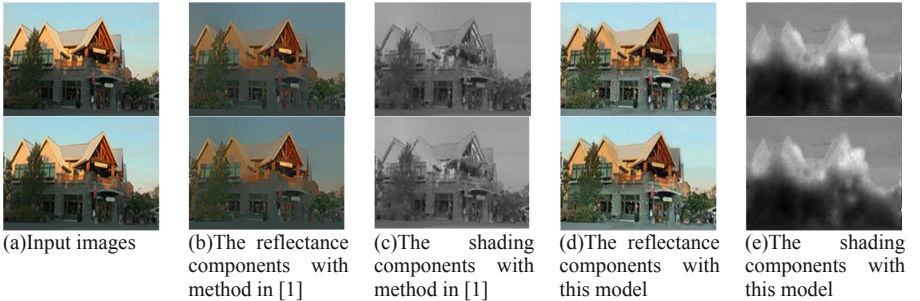 (a)Input images
(b)The reflectance
components with
method in [1]
(c)The shading
components with
method in [1]
(d)The reflectance
components with
this model
(e)The shading
components with
this model